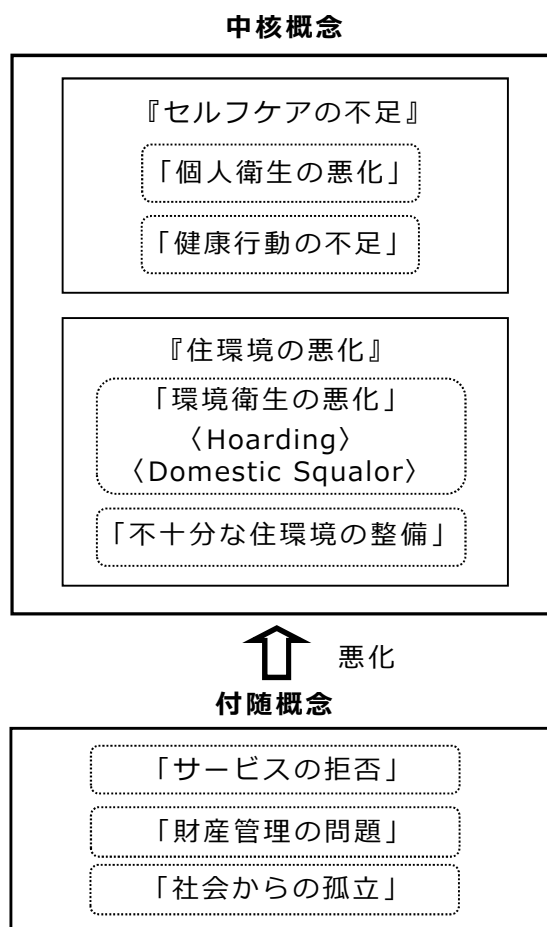 中核概念
『セルフケアの不足』
「個人衛生の悪化」
「健康行動の不足」
『住環境の悪化』
「環境衛生の悪化」
〈Hoarding〉
〈Domestic Squalor〉
「不十分な住環境の整備」
悪化
付随概念
「サービスの拒否」
「財産管理の問題」
「社会からの孤立」